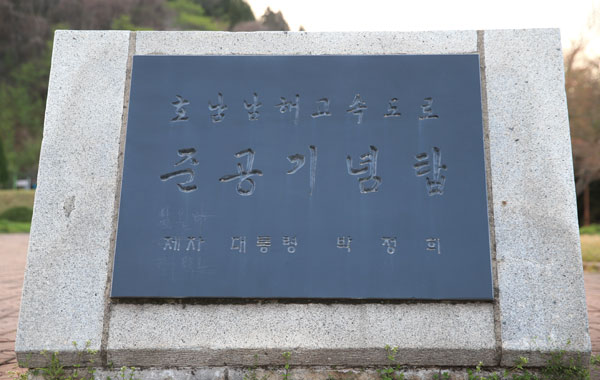 호남남해고속도로
준공기념탑
제자 대통령 박정희